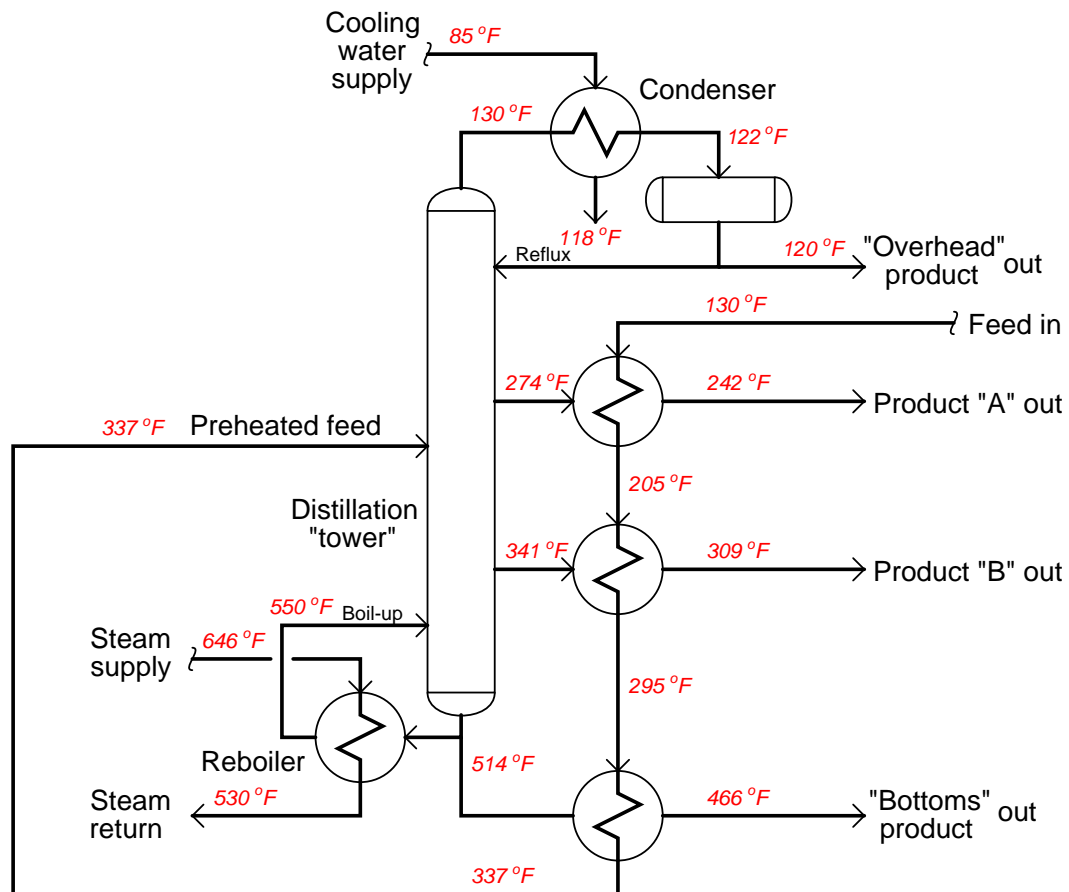 Cooling
water
supply
85 °F
Condenser
130 °F
122 °F
118 °F
Reflux
120 °F
"Overhead"
product
out
130 °F
Feed in
274 °F
242 °F
Product "A" out
337 °F
Preheated feed
205 °F
Distillation
"tower"
341 °F
309 °F
Product "B" out
550 °F
Boil-up
Steam
supply
646 °F
295 °F
Reboiler
514 °F
Steam
return
530 °F
466 °F
"Bottoms"
product
out
337 °F